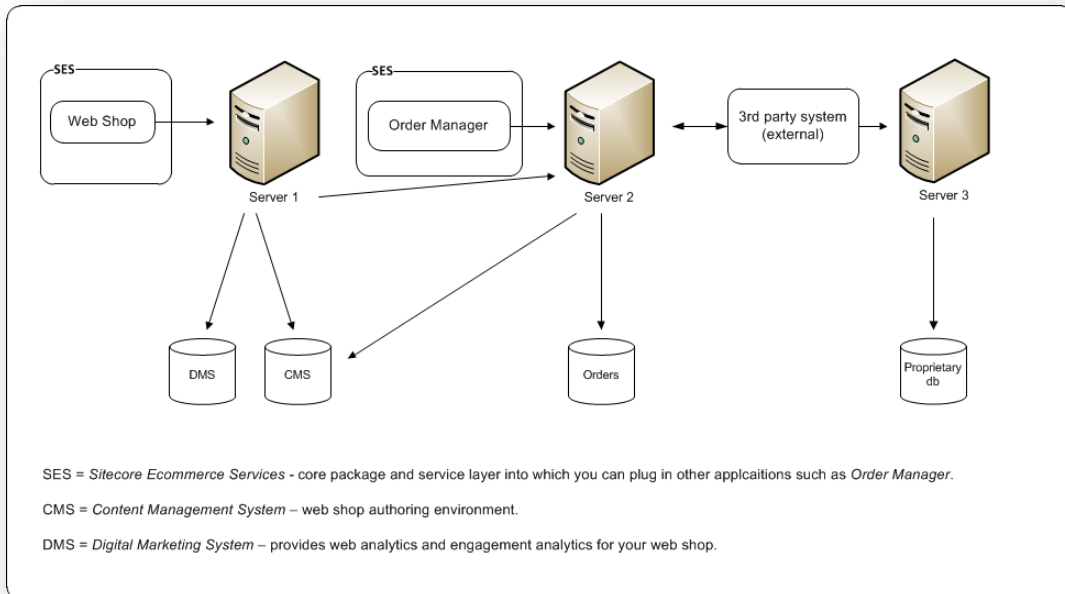 SES
SES
Web Shop
Order Manager
3rd party system
(external)
Server 1
Server 2
Server 3
DMS
CMS
Orders
Proprietary
db
SES = Sitecore Ecommerce Services - core package and service layer into which you can plug in other applcaitions such as Order Manager.
CMS = Content Management System – web shop authoring environment.
DMS = Digital Marketing System – provides web analytics and engagement analytics for your web shop.